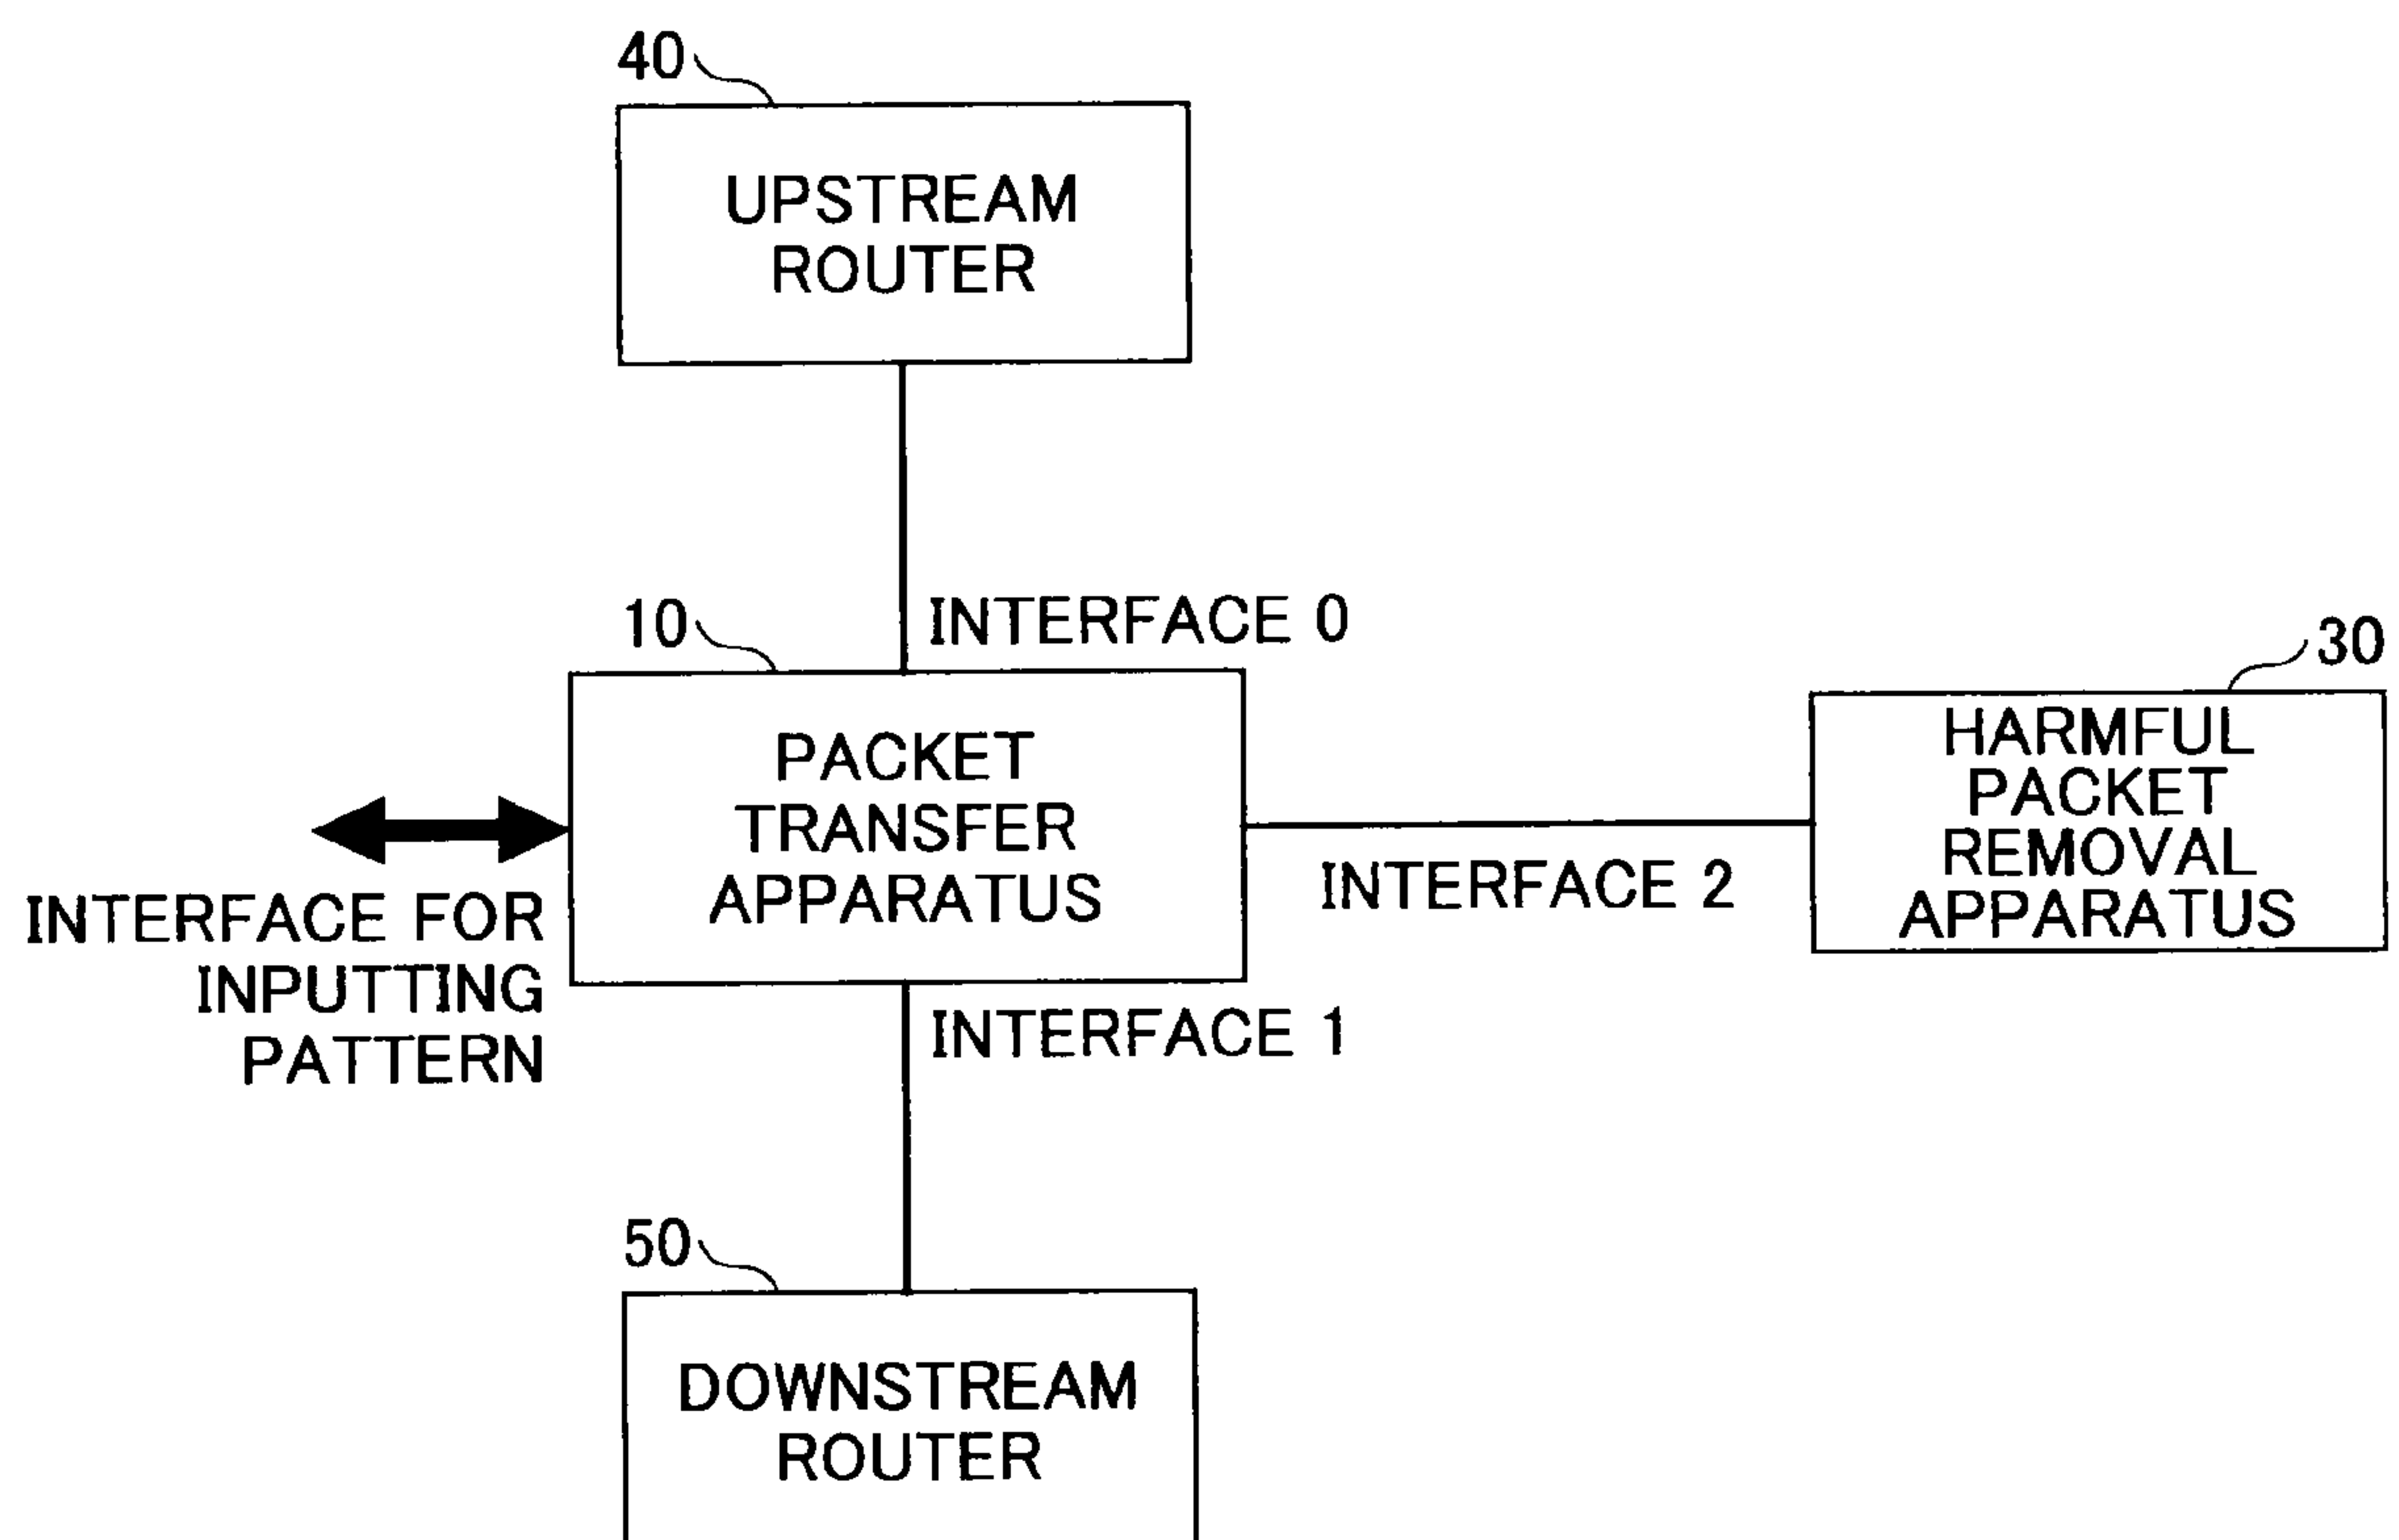 40
UPSTREAM
ROUTER
10
INTERFACE 0
30
PACKET
TRANSFER
APPARATUS
HARMFUL
PACKET
REMOVAL
APPARATUS
INTERFACE 2
INTERFACE FOR
INPUTTING
PATTERN
INTERFACE 1
50
DOWNSTREAM
ROUTER